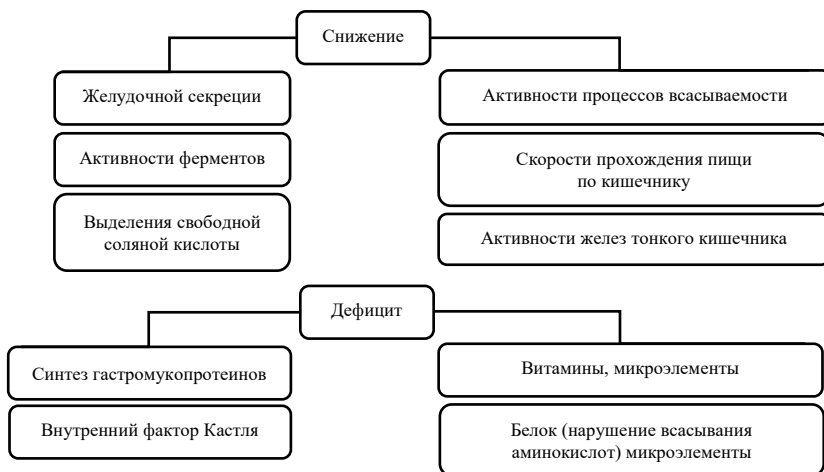 Снижение
Желудочной секреции
Активности ферментов
Выделения свободной
соляной кислоты
Активности процессов всасываемости
Скорости прохождения пищи
по кишечнику
Активности желез тонкого кишечника
Дефицит
Синтез гастромукопротеинов
Внутренний фактор Кастля
Витамины, микроэлементы
Белок (нарушение всасывания
аминокислот) микроэлементы